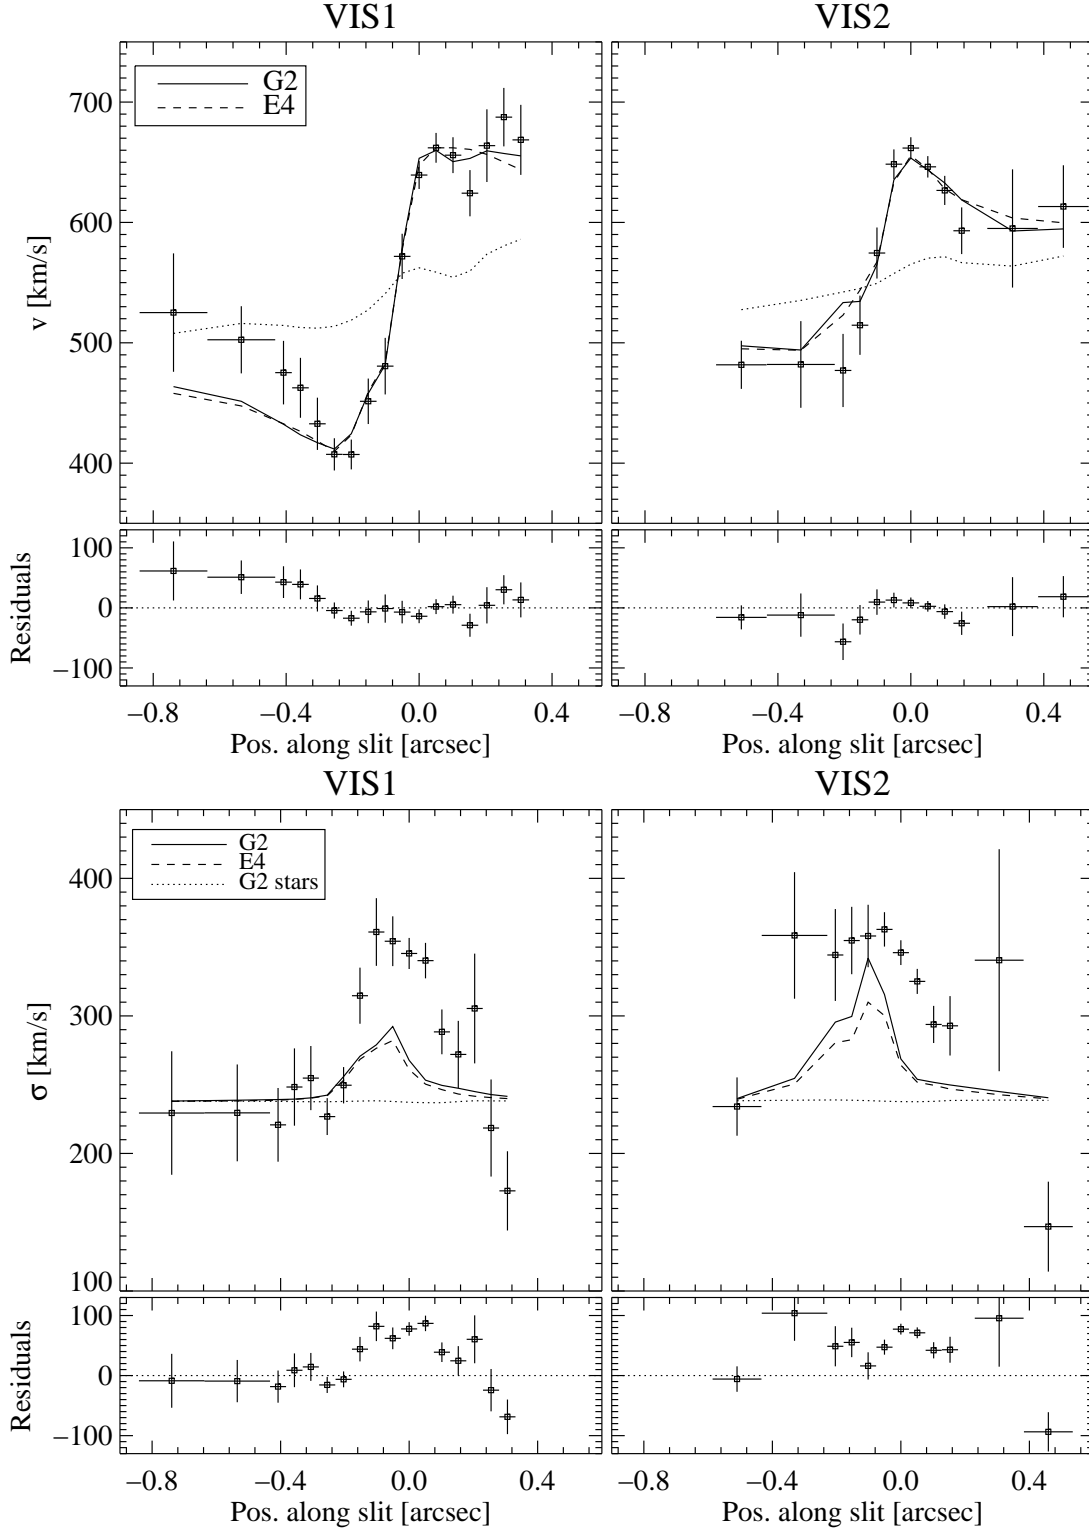 VIS1 VIS2
G2
E4
700
600
500
400
v [km/s]
100
0
−100
Residuals
−0.8 −0.4 0.0 0.4 −0.8 −0.4 0.0 0.4
Pos. along slit [arcsec] Pos. along slit [arcsec]
VIS1 VIS2
G2
E4
G2 stars
400
300
200
100
σ [km/s]
100
0
−100
Residuals
−0.8 −0.4 0.0 0.4 −0.8 −0.4 0.0 0.4
Pos. along slit [arcsec] Pos. along slit [arcsec]